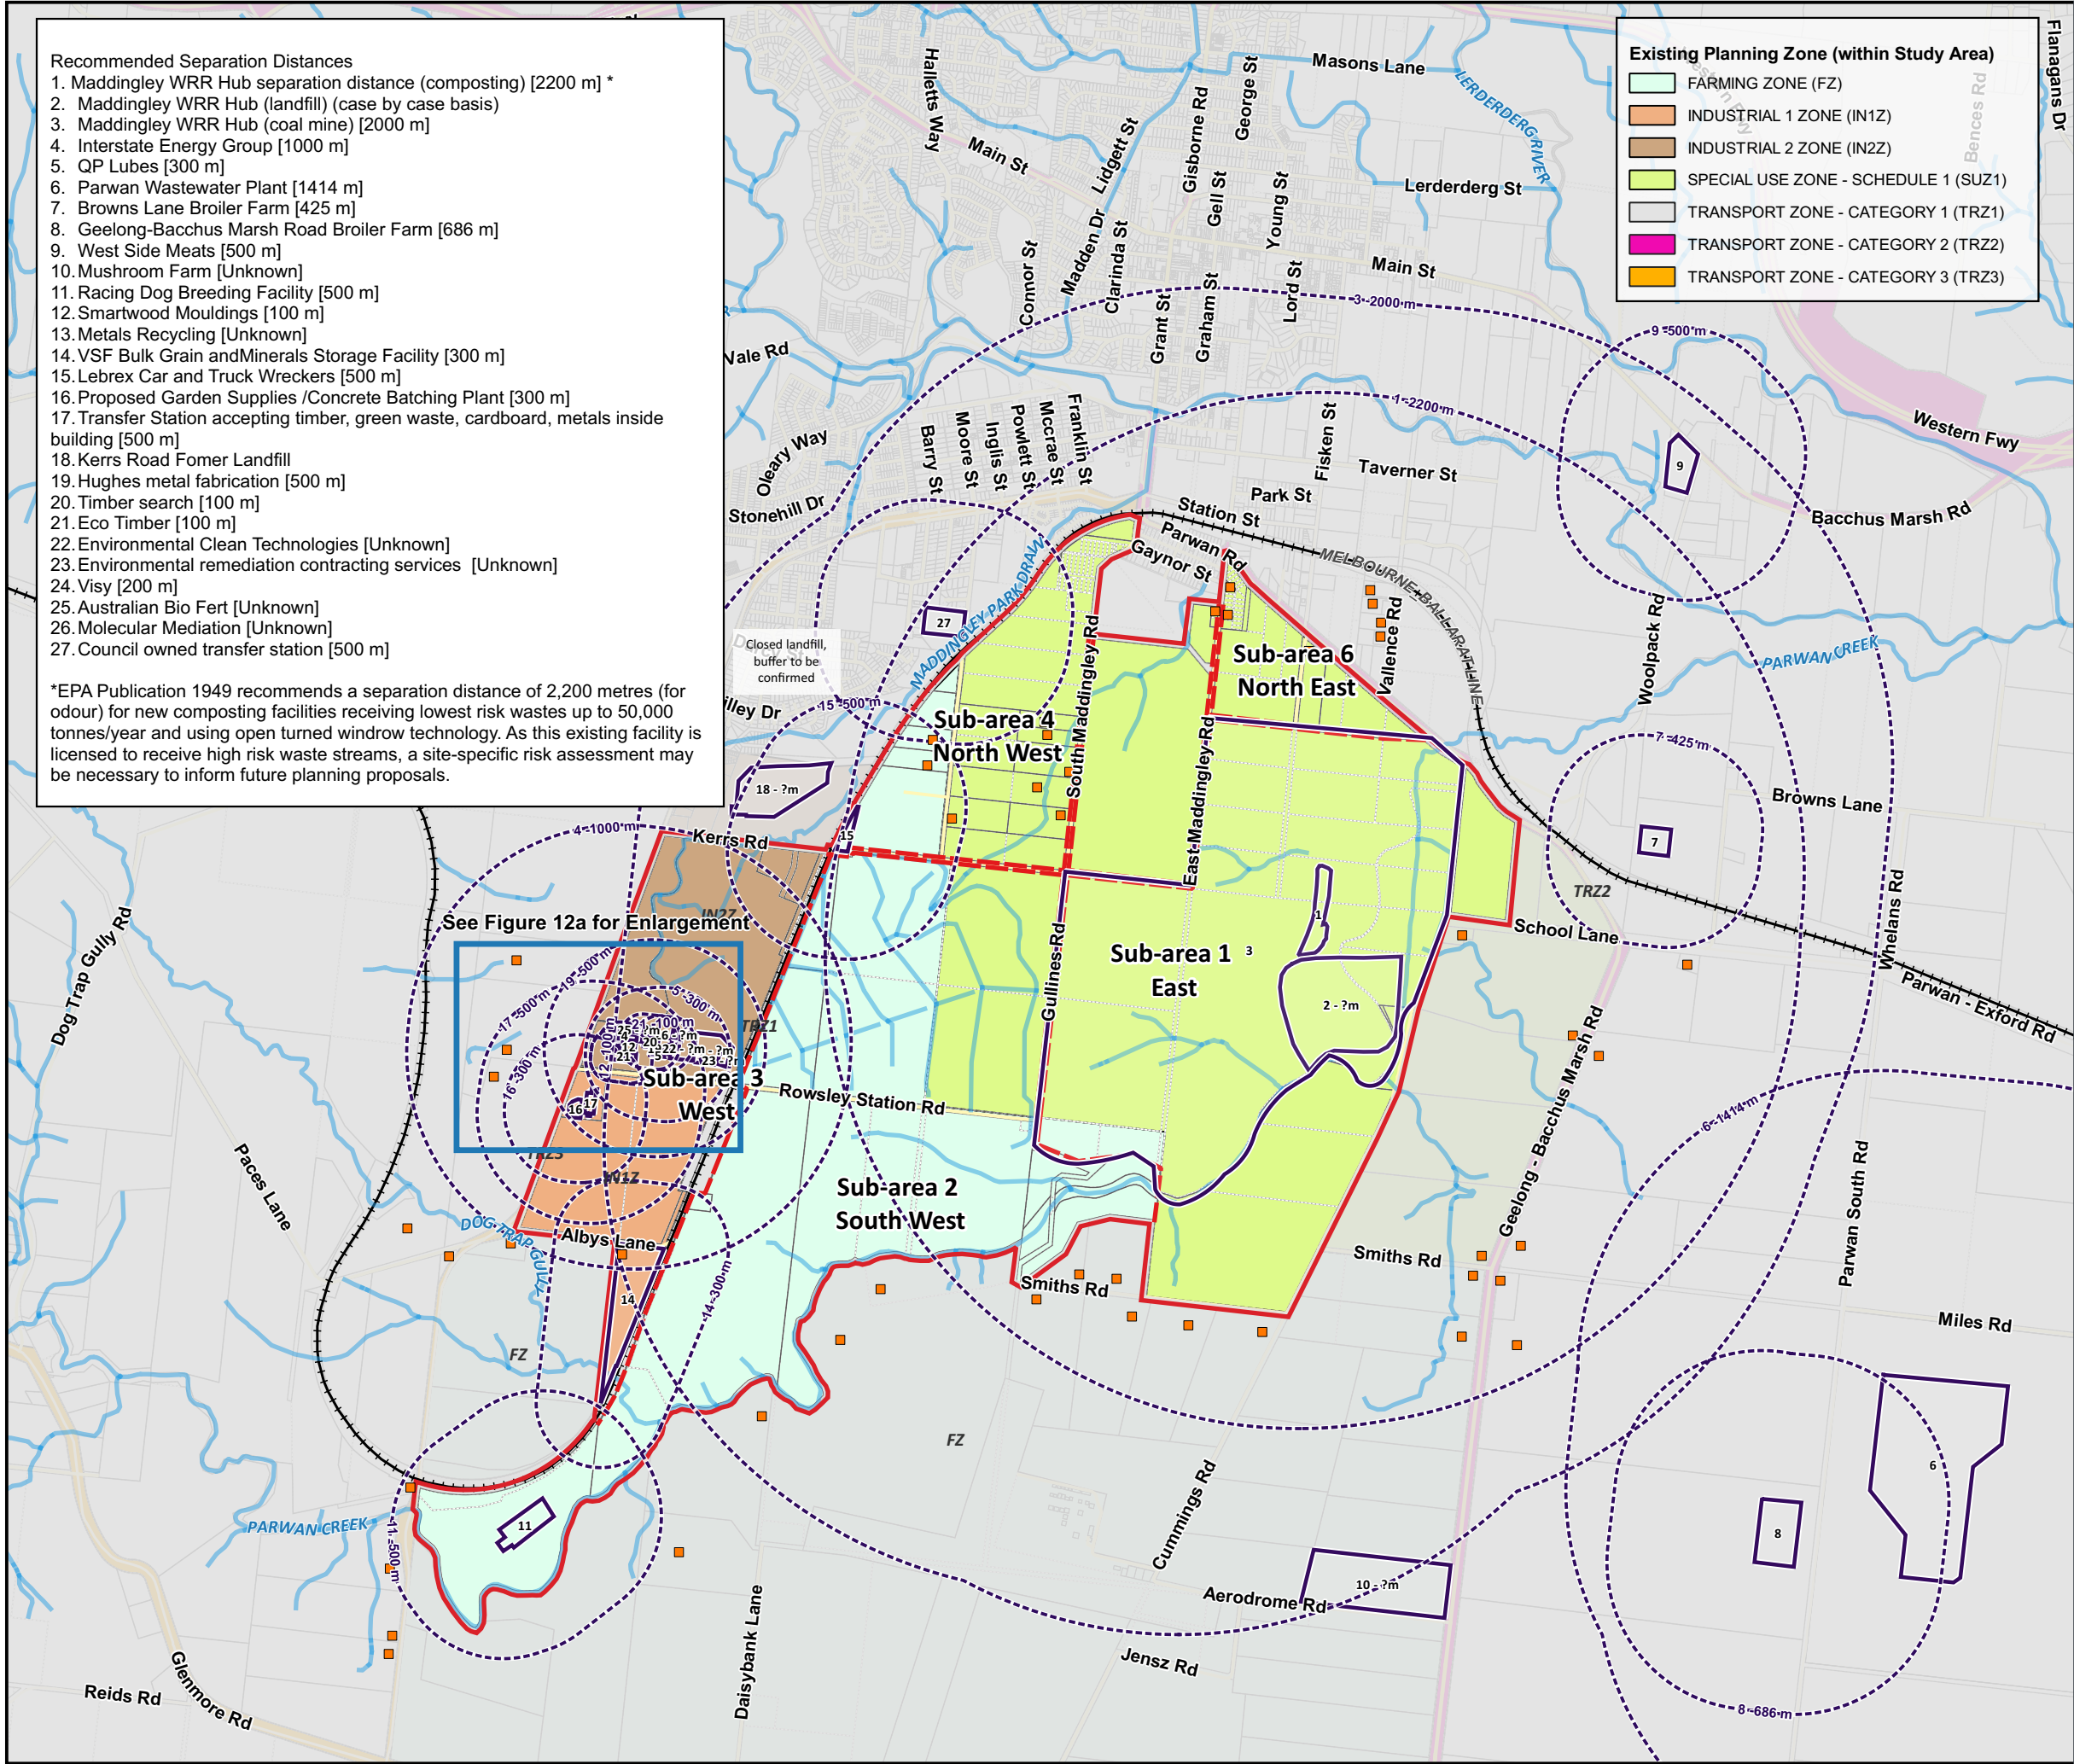 Recommended Separation Distances
1. Maddingley WRR Hub separation distance (composting) [2200 m] *
2. Maddingley WRR Hub (landfill) (case by case basis)
3. Maddingley WRR Hub (coal mine) [2000 m]
4. Interstate Energy Group [1000 m]
5. QP Lubes [300 m]
6. Parwan Wastewater Plant [1414 m]
7. Browns Lane Broiler Farm [425 m]
8. Geelong-Bacchus Marsh Road Broiler Farm [686 m]
9. West Side Meats [500 m]
10. Mushroom Farm [Unknown]
11. Racing Dog Breeding Facility [500 m]
12. Smartwood Mouldings [100 m]
13. Metals Recycling [Unknown]
14. VSF Bulk Grain andMinerals Storage Facility [300 m]
15. Lebrex Car and Truck Wreckers [500 m]
16. Proposed Garden Supplies /Concrete Batching Plant [300 m]
17. Transfer Station accepting timber, green waste, cardboard, metals inside
building [500 m]
18. Kerrs Road Fomer Landfill
19. Hughes metal fabrication [500 m]
20. Timber search [100 m]
21. Eco Timber [100 m]
22. Environmental Clean Technologies [Unknown]
23. Environmental remediation contracting services [Unknown]
24. Visy [200 m]
25. Australian Bio Fert [Unknown]
26. Molecular Mediation [Unknown]
27. Council owned transfer station [500 m]
*EPA Publication 1949 recommends a separation distance of 2,200 metres (for
odour) for new composting facilities receiving lowest risk wastes up to 50,000
tonnes/year and using open turned windrow technology. As this existing facility is
licensed to receive high risk waste streams, a site-specific risk assessment may
be necessary to inform future planning proposals.
Existing Planning Zone (within Study Area)
FARMING ZONE (FZ)
INDUSTRIAL 1 ZONE (IN1Z)
INDUSTRIAL 2 ZONE (IN2Z)
SPECIAL USE ZONE - SCHEDULE 1 (SUZ1)
TRANSPORT ZONE - CATEGORY 1 (TRZ1)
TRANSPORT ZONE - CATEGORY 2 (TRZ2)
TRANSPORT ZONE - CATEGORY 3 (TRZ3)
Flanagans Dr
Bences Rd
Halletts Way
Main St
Lidgett St
Gisborne Rd
George St
Masons Lane
LERDERDERG RIVER
Lerderderg St
Gell St
Young St
Madden Dr
Clarinda St
Connor St
Main St
Lord St
Graham St
Grant St
3 - 2000 m
9 - 500 m
Vale Rd
1 - 2200 m
Western Fwy
Oleary Way
Barry St
Moore St
Inglis St
Powlett St
Mccrae St
Franklin St
Fisken St
Taverner St
9
Stonehill Dr
Park St
Station St
Bacchus Marsh Rd
Parwan Rd
Gaynor St
MELBOURNE-BALLARAT LINE
MADDINGLEY PARK DRAIN
27
Closed landfill,
buffer to be
confirmed
Vallence Rd
Woolpack Rd
PARWAN CREEK
Sub-area 6
North East
South Maddingley Rd
illey Dr
15 - 500 m
Sub-area 4
North West
East Maddingley Rd
7 - 425 m
18 - ?m
Browns Lane
15
7
4 - 1000 m
Kerrs Rd
TRZ2
Dog Trap Gully Rd
IN2Z
See Figure 12a for Enlargement
1
School Lane
Whelans Rd
Sub-area 1
East
3
Gullines Rd
19 - 500 m
17 - 500 m
5 - 300 m
2 - ?m
Parwan - Exford Rd
TRZ1
21 - 100 m
16 - 300 m
12
20
21
16
17
Sub-area 3
West
Rowsley Station Rd
Geelong - Bacchus Marsh Rd
6 - 1414 m
TRZ3
IN1Z
Paces Lane
Sub-area 2
South West
Parwan South Rd
DOG TRAP GULLY
Albys Lane
Smiths Rd
Smiths Rd
14 - 300 m
14
Miles Rd
FZ
FZ
6
Cummings Rd
PARWAN CREEK
11
11 - 500 m
8
10 - ?m
Aerodrome Rd
Daisybank Lane
Jensz Rd
Glenmore Rd
Reids Rd
8 - 686 m